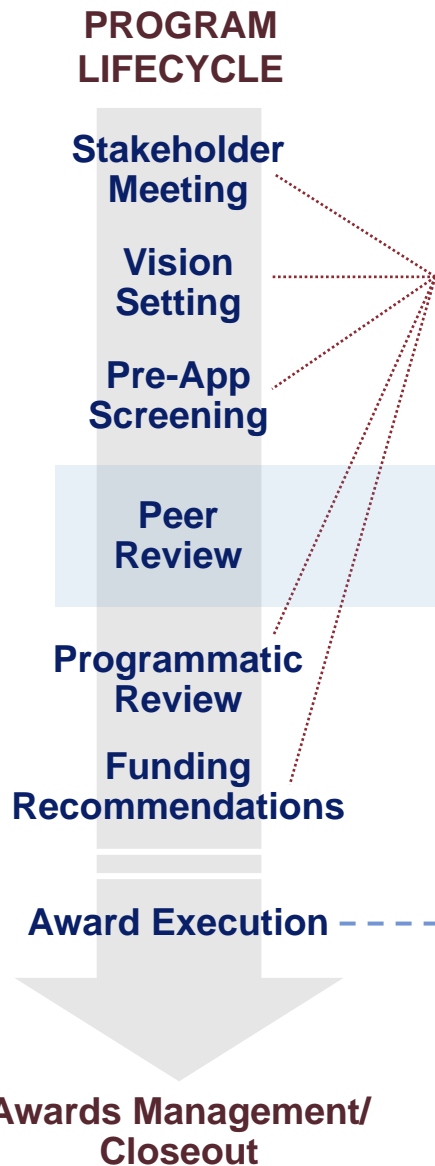 PROGRAM
LIFECYCLE
Stakeholder
Meeting
Vision
Setting
Pre-App
Screening
Peer
Review
Programmatic
Review
Funding
Recommendations
Award Execution
Awards Management/
Closeout